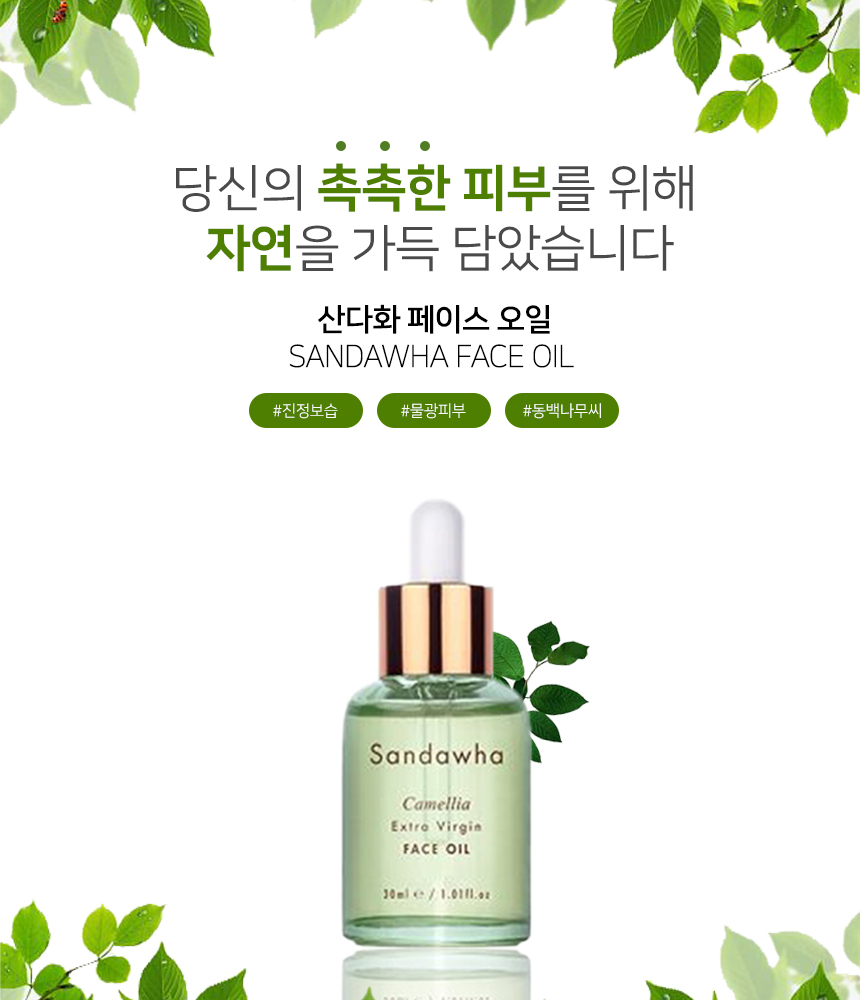 당신의 촉촉한 피부를 위해
자연을 가득 담았습니다
산다화 페이스 오일
SANDAWHA FACE OIL
#진정보습 #물광피부 #동백나무씨
Sandawha
Camellia
Extra Virgin
FACE OIL
30ml ℮ / 1.01fl.oz